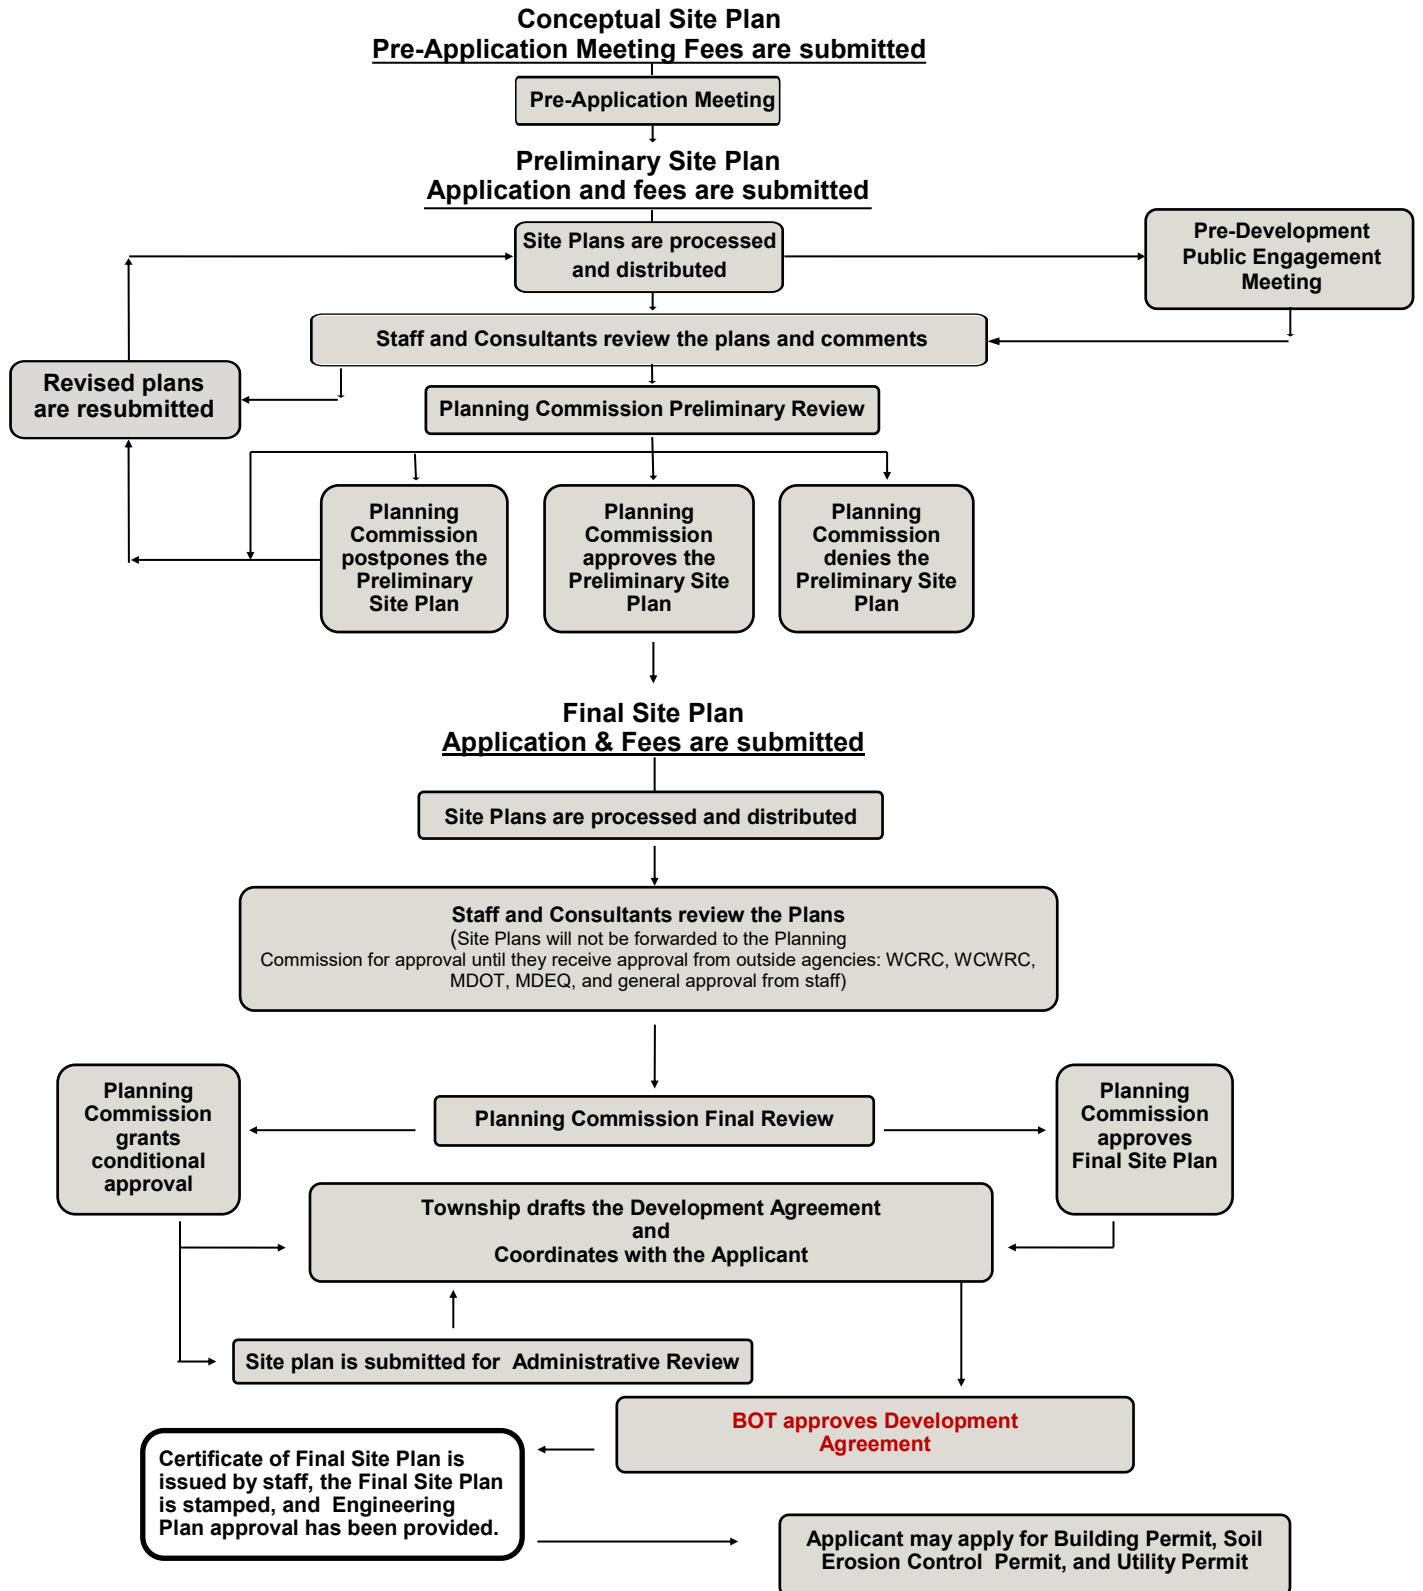 Conceptual Site Plan
Pre-Application Meeting Fees are submitted
Pre-Application Meeting
Preliminary Site Plan
Application and fees are submitted
Site Plans are processed
and distributed
Pre-Development
Public Engagement
Meeting
Staff and Consultants review the plans and comments
Revised plans
are resubmitted
Planning Commission Preliminary Review
Planning
Commission
postpones the
Preliminary
Site Plan
Planning
Commission
approves the
Preliminary Site
Plan
Planning
Commission
denies the
Preliminary Site
Plan
Final Site Plan
Application & Fees are submitted
Site Plans are processed and distributed
Staff and Consultants review the Plans
(Site Plans will not be forwarded to the Planning
Commission for approval until they receive approval from outside agencies: WCRC, WCWRC,
MDOT, MDEQ, and general approval from staff)
Planning
Commission
grants
conditional
approval
Planning Commission Final Review
Planning
Commission
approves
Final Site Plan
Township drafts the Development Agreement
and
Coordinates with the Applicant
Site plan is submitted for Administrative Review
BOT approves Development
Agreement
Certificate of Final Site Plan is
issued by staff, the Final Site Plan
is stamped, and Engineering
Plan approval has been provided.
Applicant may apply for Building Permit, Soil
Erosion Control Permit, and Utility Permit